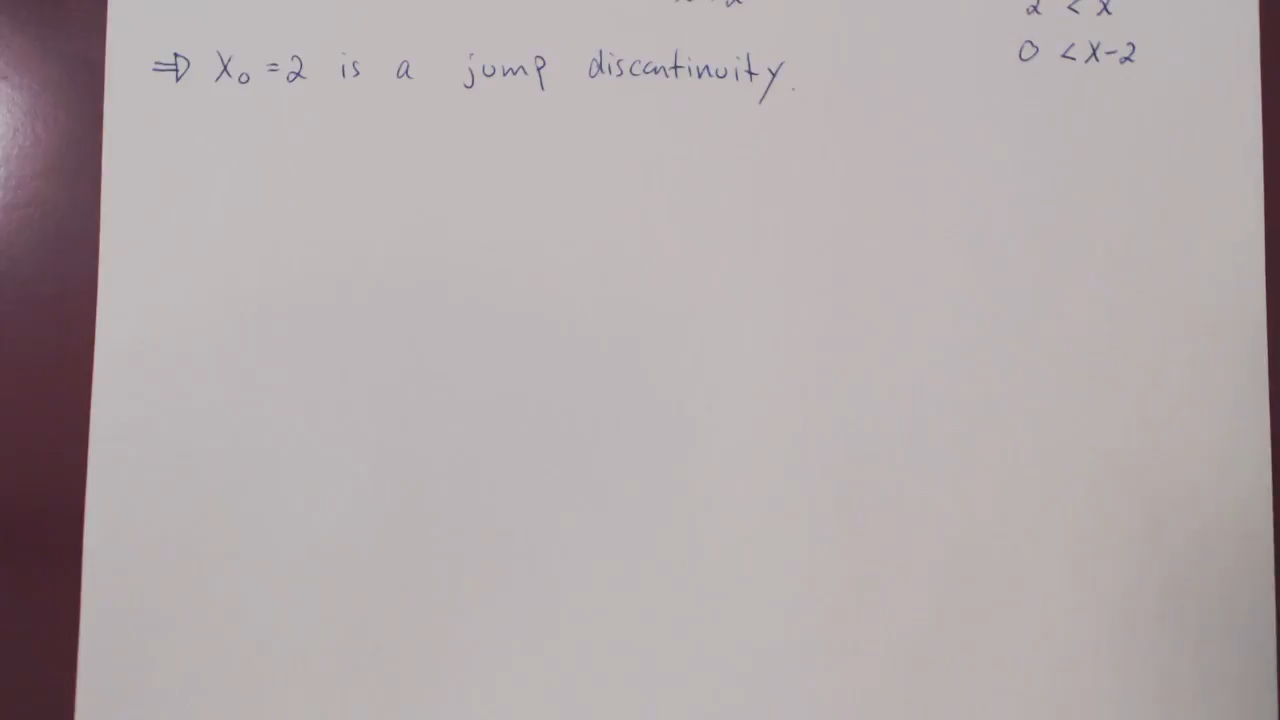 2 < x
0 < x-2
⇒ x₀ = 2 is a jump discontinuity.